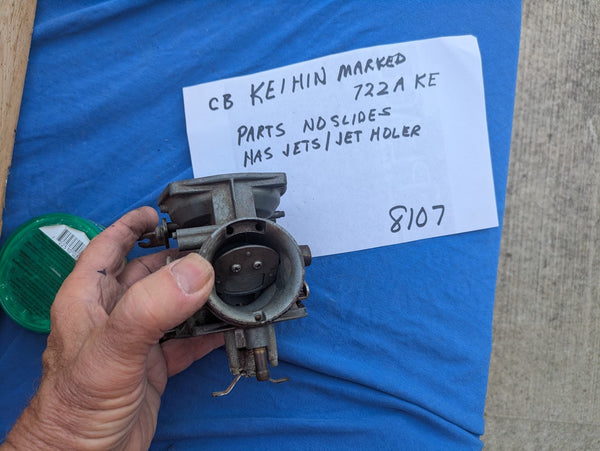 CB KEIHIN MARKED
722A KE
PARTS NO SLIDES
HAS JETS/JET HOLER
8107